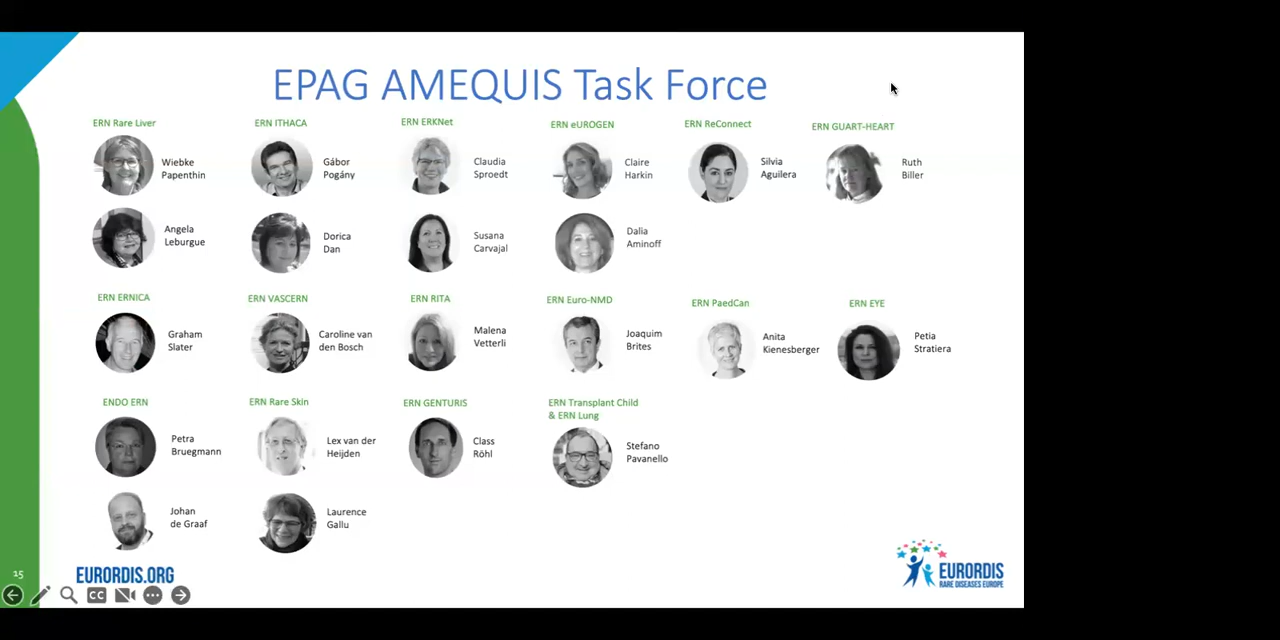 EPAG AMEQUIS Task Force
ERN Rare Liver
Wiebke
Papenthin
Angela
Leburgue
ERN ITHACA
Gábor
Pogány
Dorica
Dan
ERN ERKNet
Claudia
Sproedt
Susana
Carvajal
ERN eUROGEN
Claire
Harkin
Dalia
Aminoff
ERN ReConnect
Silvia
Aguilera
ERN GUART-HEART
Ruth
Biller
ERN ERNICA
Graham
Slater
ERN VASCERN
Caroline van
den Bosch
ERN RITA
Malena
Vetterli
ERN Euro-NMD
Joaquim
Brites
ERN PaedCan
Anita
Kienesberger
ERN EYE
Petia
Stratiera
ENDO ERN
Petra
Bruegmann
Johan
de Graaf
ERN Rare Skin
Lex van der
Heijden
Laurence
Gallu
ERN GENTURIS
Class
Röhl
ERN Transplant Child
& ERN Lung
Stefano
Pavanello
15
EURORDIS.ORG
CC
EURORDIS
RARE DISEASES EUROPE